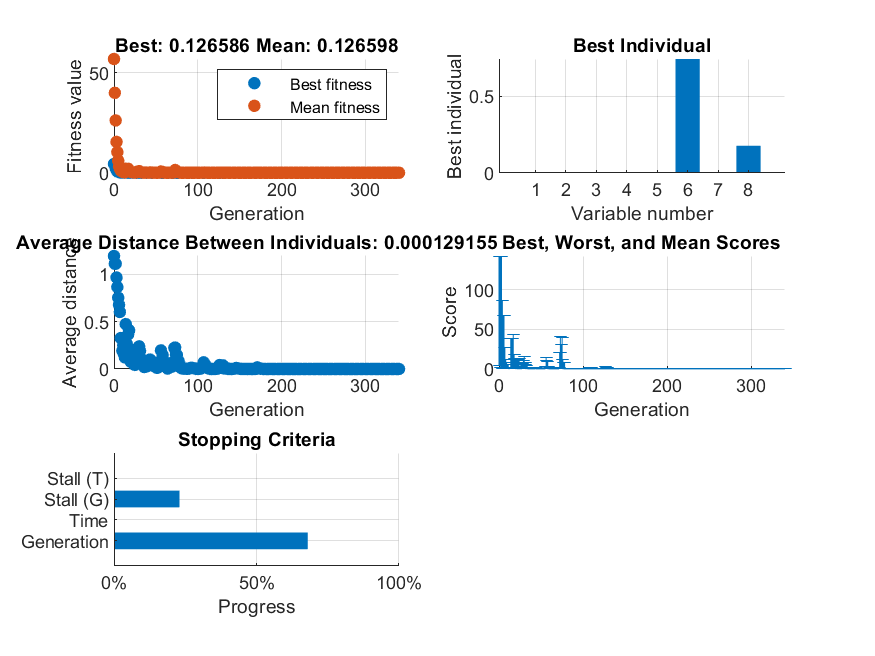 Best: 0.126586 Mean: 0.126598
Fitness value
50
0
Best fitness
Mean fitness
0 100 200 300
Generation
Best Individual
Best individual
0.5
0
1 2 3 4 5 6 7 8
Variable number
Average Distance Between Individuals: 0.000129155
Average distance
1
0.5
0
0 100 200 300
Generation
Best, Worst, and Mean Scores
Score
100
50
0
0 100 200 300
Generation
Stopping Criteria
Stall (T)
Stall (G)
Time
Generation
0% 50% 100%
Progress